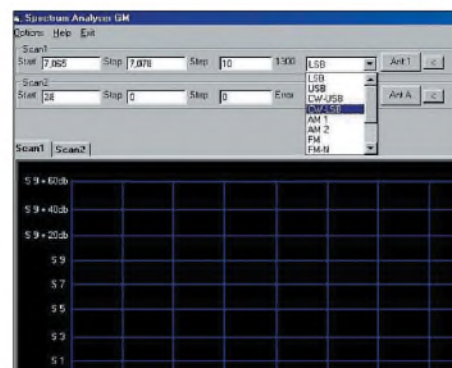 Spectrum Analyser GM
Options Help Exit
Scan1
Start 7,065 Stop 7,078 Step 10 1300 LSB Ant 1 <
LSB
USB
CW-USB
CW-LSB
AM 1
AM 2
FM
FM-N
Scan2
Start 28 Stop 0 Step 0 Error Ant A <
Scan1 Scan2
S 9 + 60db
S 9 + 40db
S 9 + 20db
S 9
S 7
S 5
S 3
S 1